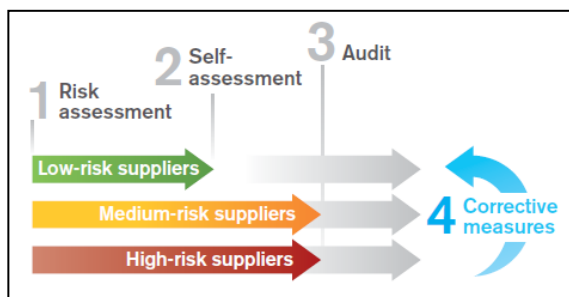 1 Risk
assessment
2 Self-
assessment
3 Audit
Low-risk suppliers
Medium-risk suppliers
High-risk suppliers
4 Corrective
measures